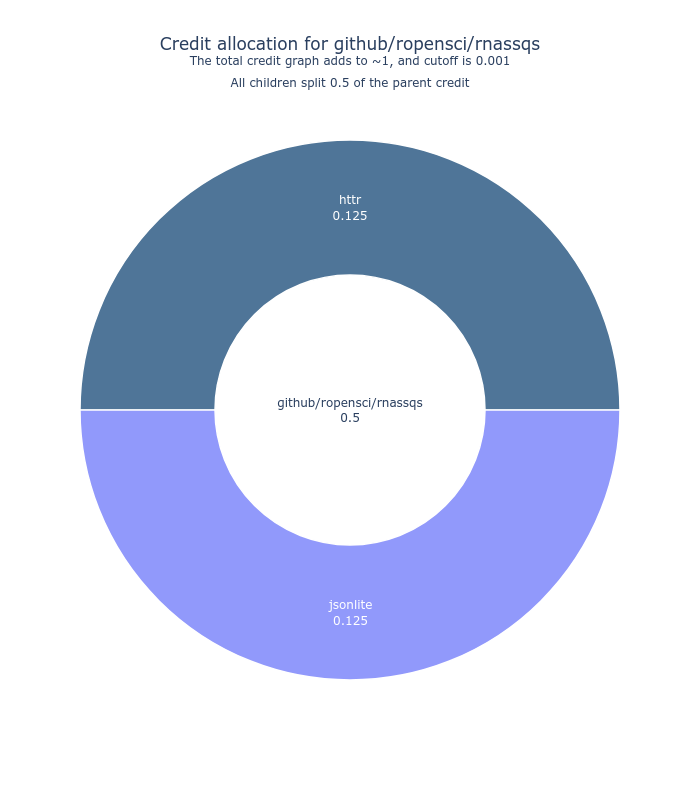 Credit allocation for github/ropensci/rnassqs
The total credit graph adds to ~1, and cutoff is 0.001
All children split 0.5 of the parent credit
httr
0.125
github/ropensci/rnassqs
0.5
jsonlite
0.125